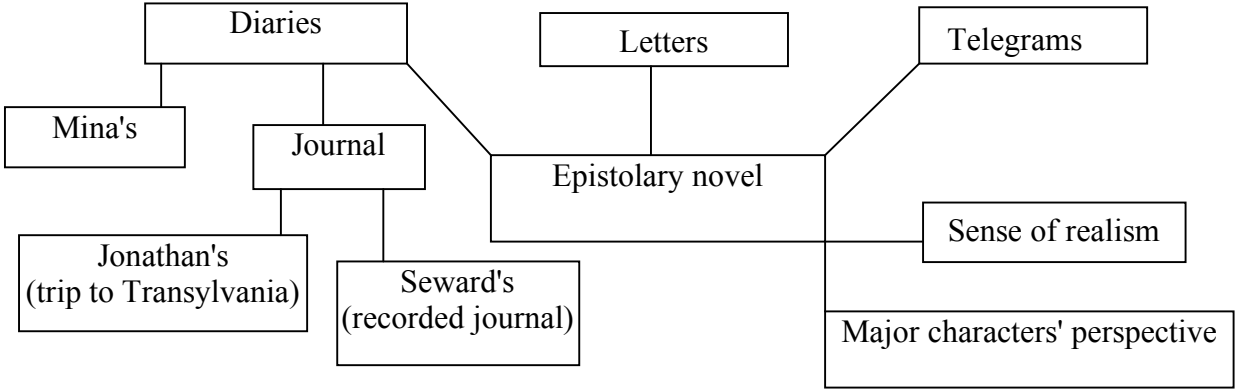 Diaries
Letters
Telegrams
Mina's
Journal
Epistolary novel
Sense of realism
Jonathan's
(trip to Transylvania)
Seward's
(recorded journal)
Major characters' perspective